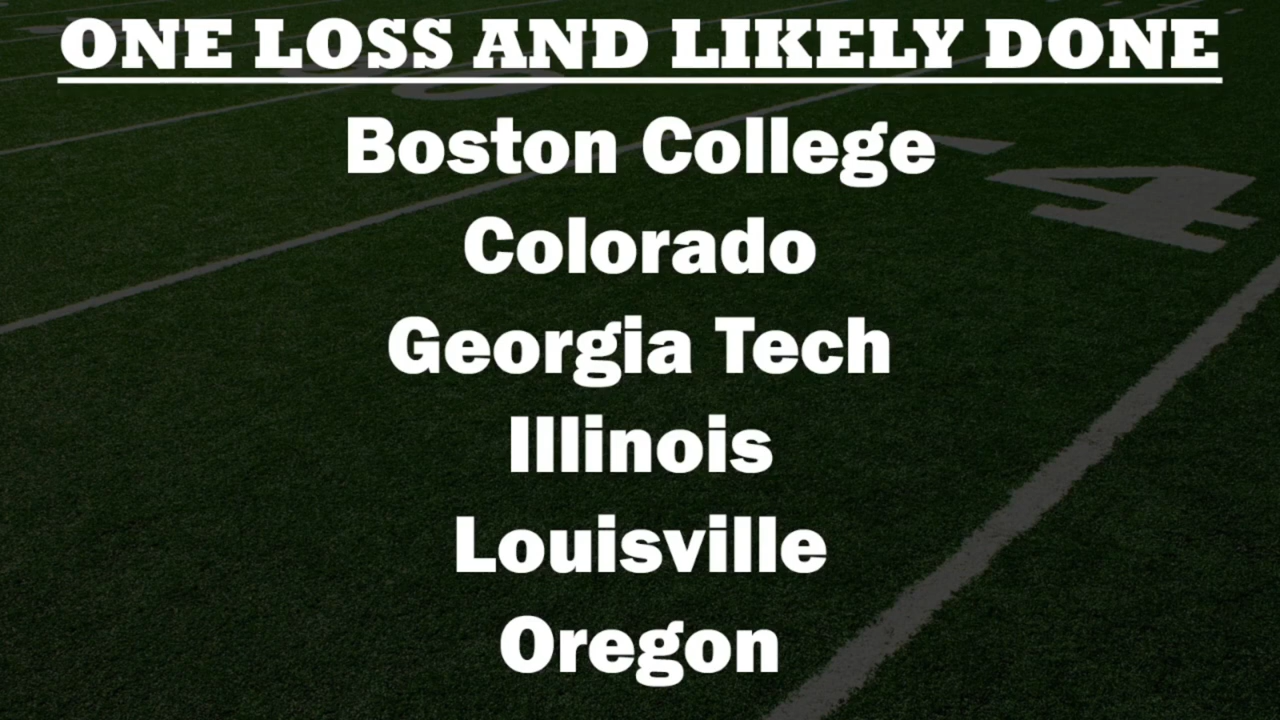 ONE LOSS AND LIKELY DONE
Boston College
Colorado
Georgia Tech
Illinois
Louisville
Oregon